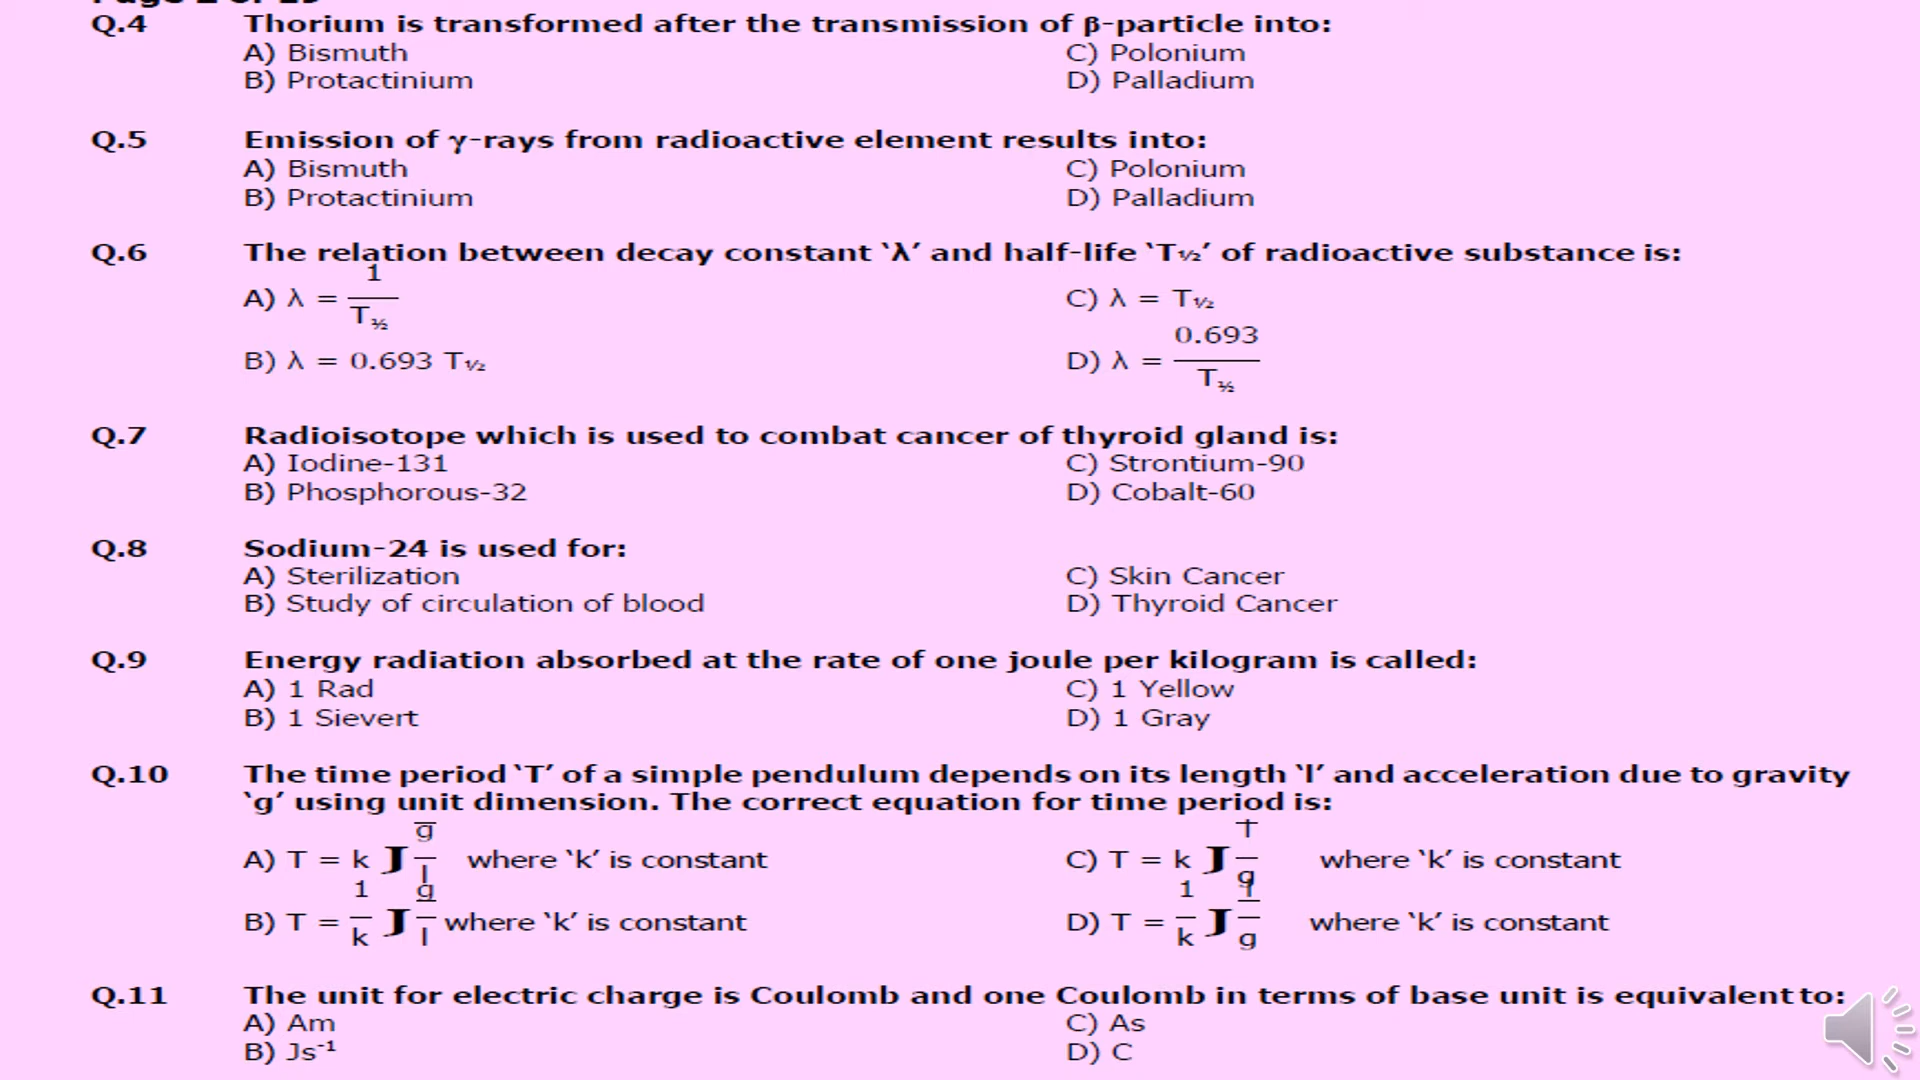 Page 2 of 19
Q.4 Thorium is transformed after the transmission of β-particle into:
A) Bismuth C) Polonium
B) Protactinium D) Palladium
Q.5 Emission of γ-rays from radioactive element results into:
A) Bismuth C) Polonium
B) Protactinium D) Palladium
Q.6 The relation between decay constant ‘λ’ and half-life ‘T½’ of radioactive substance is:
A) λ = 1/T½ C) λ = T½
B) λ = 0.693 T½ D) λ = 0.693/T½
Q.7 Radioisotope which is used to combat cancer of thyroid gland is:
A) Iodine-131 C) Strontium-90
B) Phosphorous-32 D) Cobalt-60
Q.8 Sodium-24 is used for:
A) Sterilization C) Skin Cancer
B) Study of circulation of blood D) Thyroid Cancer
Q.9 Energy radiation absorbed at the rate of one joule per kilogram is called:
A) 1 Rad C) 1 Yellow
B) 1 Sievert D) 1 Gray
Q.10 The time period ‘T’ of a simple pendulum depends on its length ‘l’ and acceleration due to gravity
‘g’ using unit dimension. The correct equation for time period is:
A) T = k J g/l where ‘k’ is constant C) T = k J l/g where ‘k’ is constant
B) T = 1/k J g/l where ‘k’ is constant D) T = 1/k J l/g where ‘k’ is constant
Q.11 The unit for electric charge is Coulomb and one Coulomb in terms of base unit is equivalent to:
A) Am C) As
B) Js⁻¹ D) C